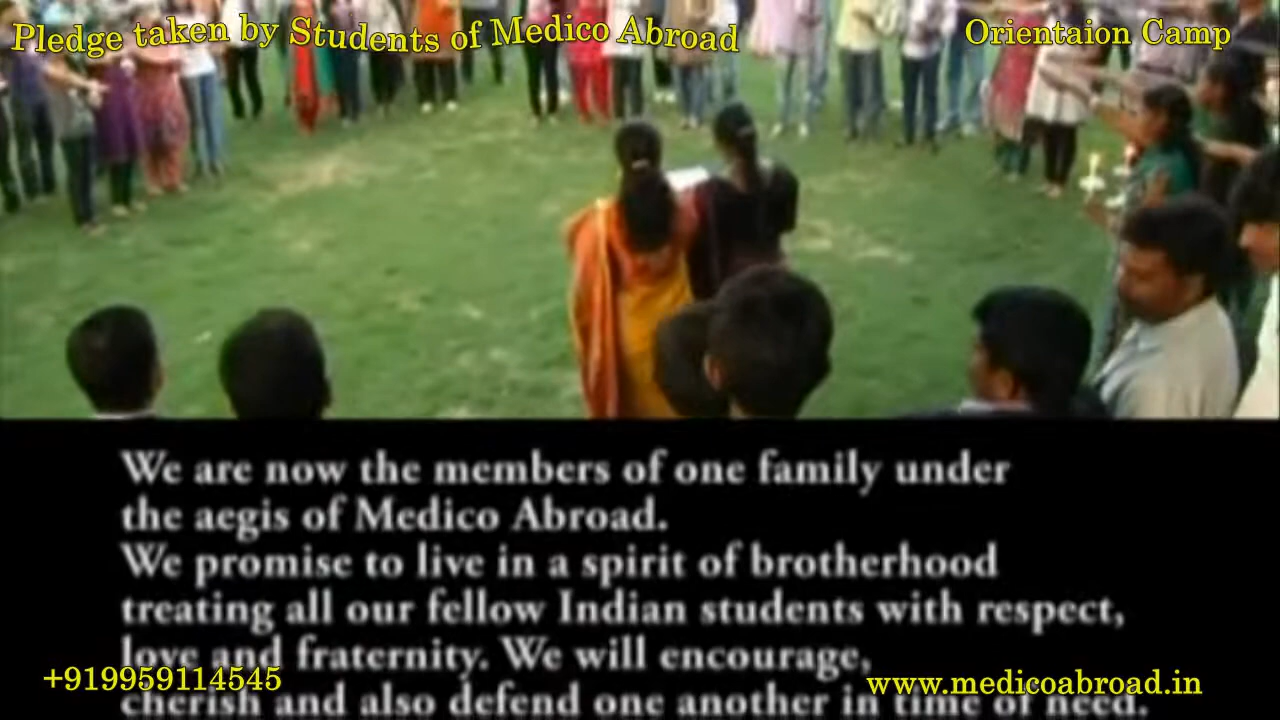 Pledge taken by Students of Medico Abroad
Orientaion Camp
We are now the members of one family under
the aegis of Medico Abroad.
We promise to live in a spirit of brotherhood
treating all our fellow Indian students with respect,
love and fraternity. We will encourage,
cherish and also defend one another in time of need.
+919959114545
www.medicoabroad.in